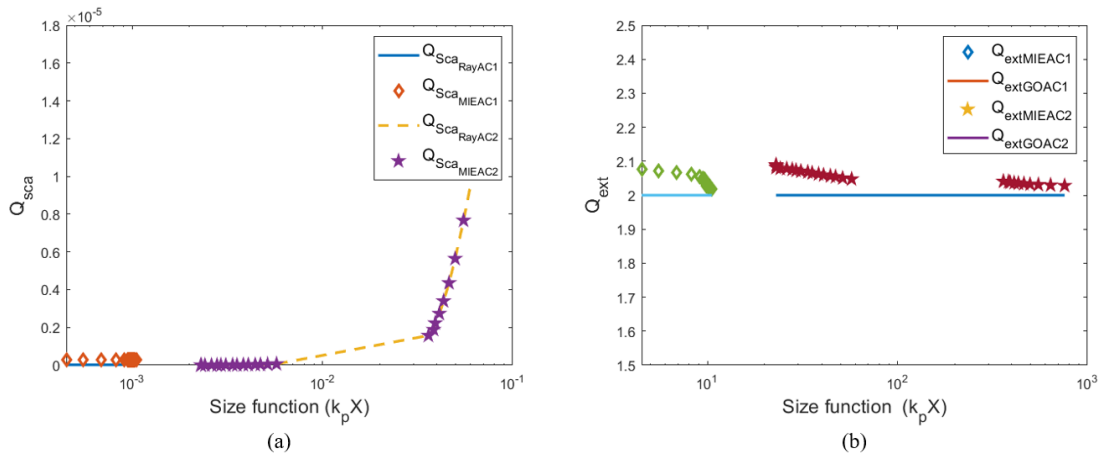 ×10⁻⁵
1.8
1.6
1.4
1.2
1
0.8
0.6
0.4
0.2
0
Q_sca
10⁻³
10⁻²
10⁻¹
Size function (k_pX)
Q_Sca_RayAC1
Q_Sca_MIEAC1
Q_Sca_RayAC2
Q_Sca_MIEAC2
(a)
2.5
2.4
2.3
2.2
2.1
2
1.9
1.8
1.7
1.6
1.5
Q_ext
10¹
10²
10³
Size function (k_pX)
Q_extMIEAC1
Q_extGOAC1
Q_extMIEAC2
Q_extGOAC2
(b)